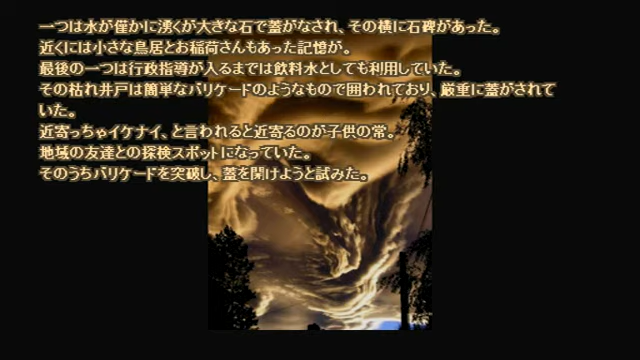 一つは水が僅かに湧くが大きな石で蓋がなされ、その横に石碑があった。
近くには小さな鳥居とお稲荷さんもあった記憶が。
最後の一つは行政指導が入るまでは飲料水としても利用していた。
その枯れ井戸は簡単なバリケードのようなもので囲われており、厳重に蓋がされて
いた。
近寄っちゃイケナイ、と言われると近寄るのが子供の常。
地域の友達との探検スポットになっていた。
そのうちバリケードを突破し、蓋を開けようと試みた。